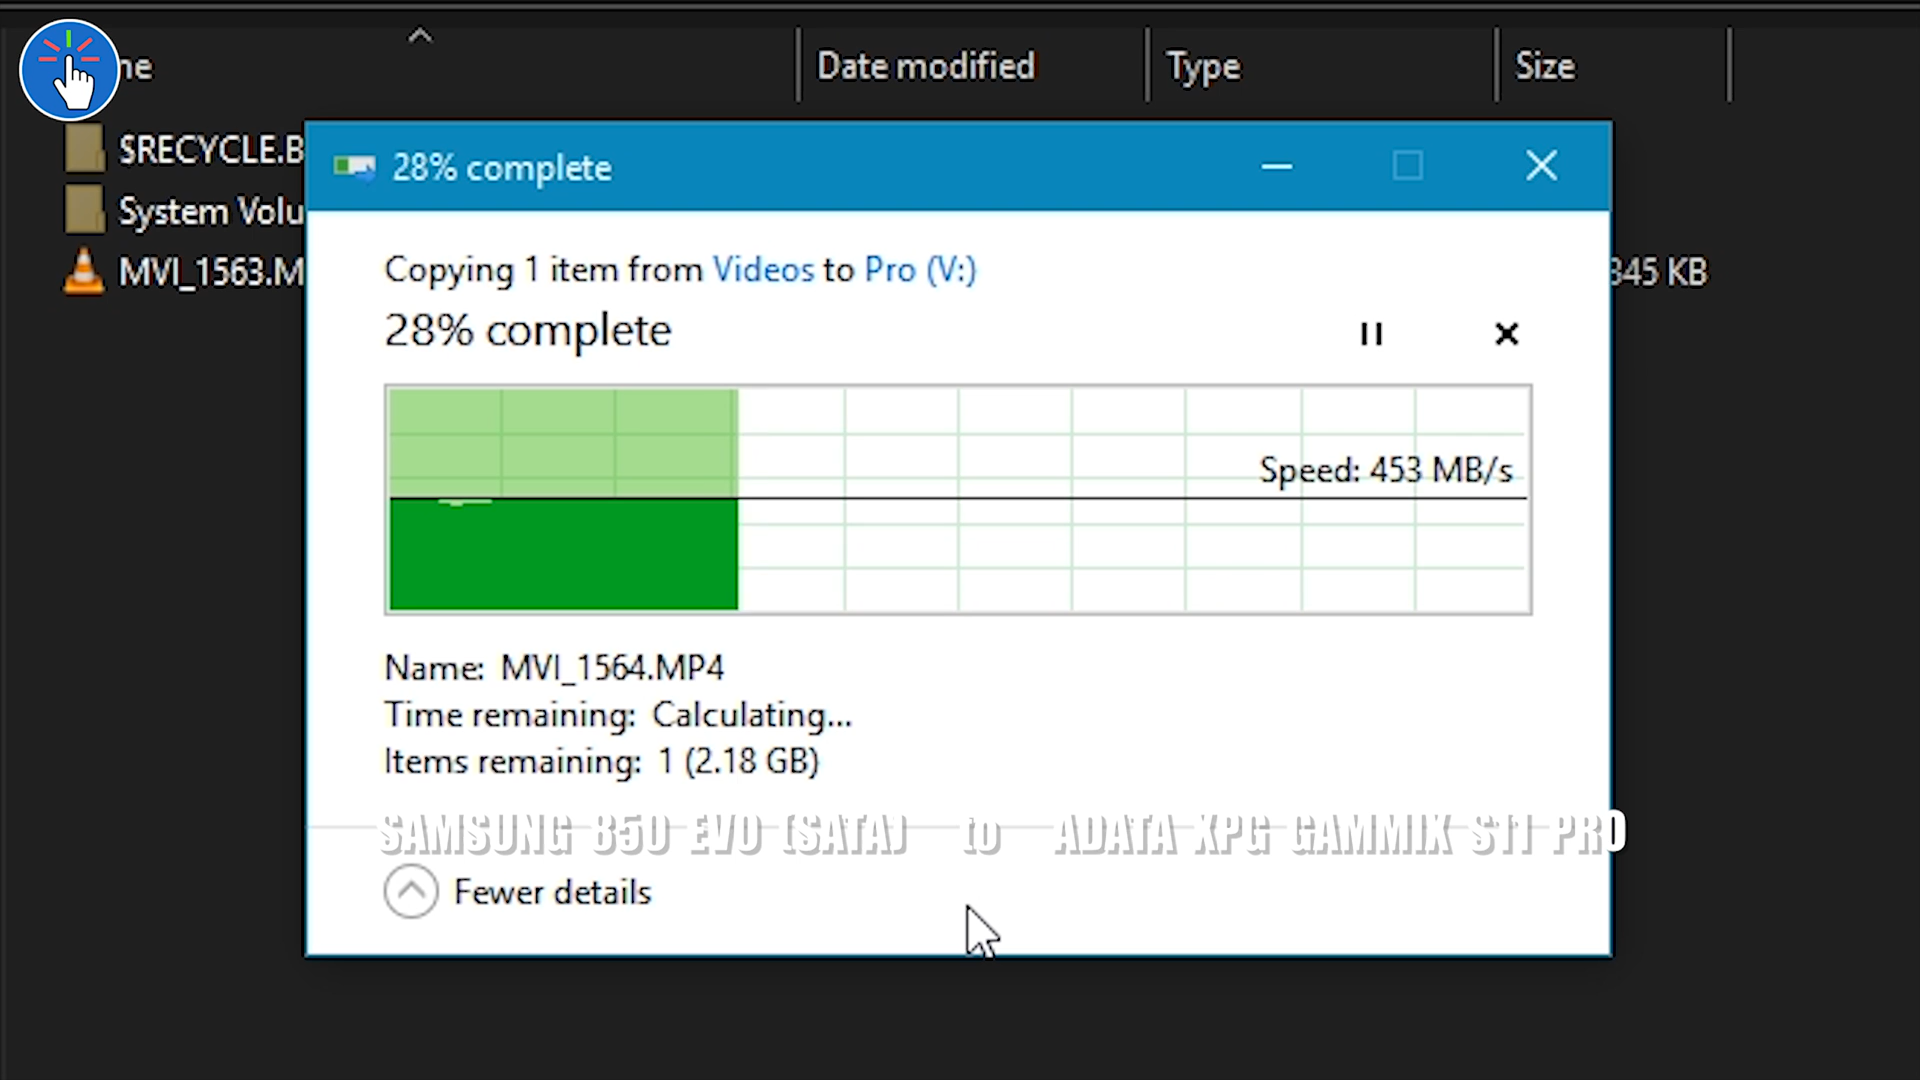 ne
Date modified
Type
Size
$RECYCLE.B
System Volu
MVI_1563.M
345 KB
28% complete
Copying 1 item from Videos to Pro (V:)
28% complete
Speed: 453 MB/s
Name: MVI_1564.MP4
Time remaining: Calculating...
Items remaining: 1 (2.18 GB)
SAMSUNG 850 EVO (SATA) to ADATA XPG GAMMIX S11 PRO
Fewer details